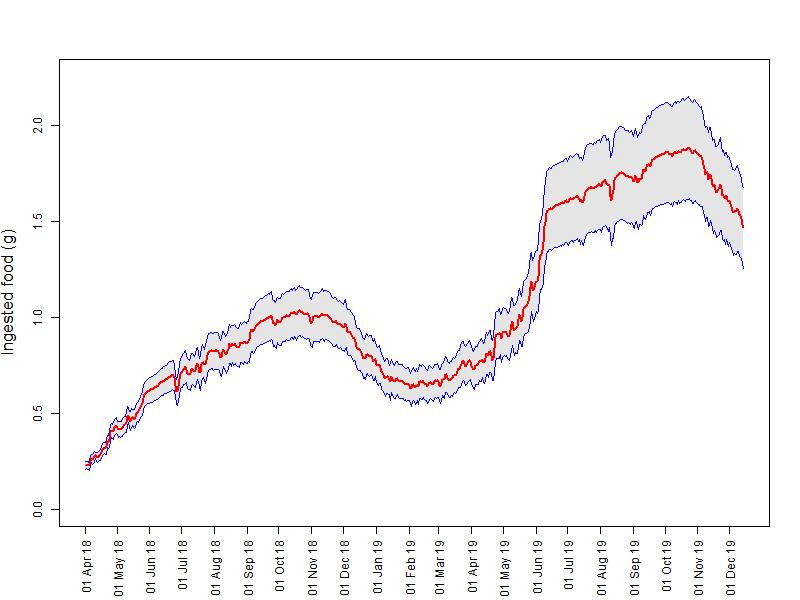 Ingested food (g)
2.0
1.5
1.0
0.5
0.0
01 Apr 18
01 May 18
01 Jun 18
01 Jul 18
01 Aug 18
01 Sep 18
01 Oct 18
01 Nov 18
01 Dec 18
01 Jan 19
01 Feb 19
01 Mar 19
01 Apr 19
01 May 19
01 Jun 19
01 Jul 19
01 Aug 19
01 Sep 19
01 Oct 19
01 Nov 19
01 Dec 19